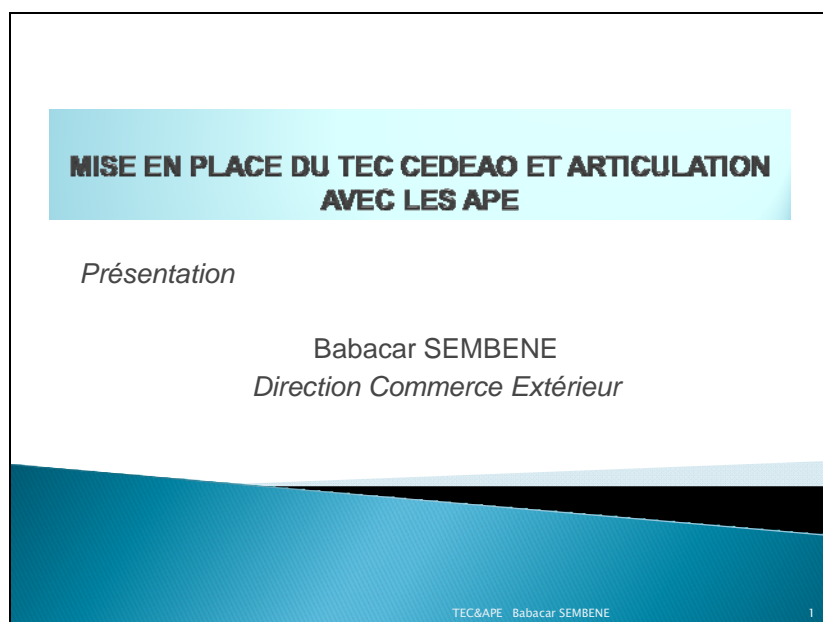 MISE EN PLACE DU TEC CEDEAO ET ARTICULATION
AVEC LES APE
Présentation
Babacar SEMBENE
Direction Commerce Extérieur
TEC&APE Babacar SEMBENE 1